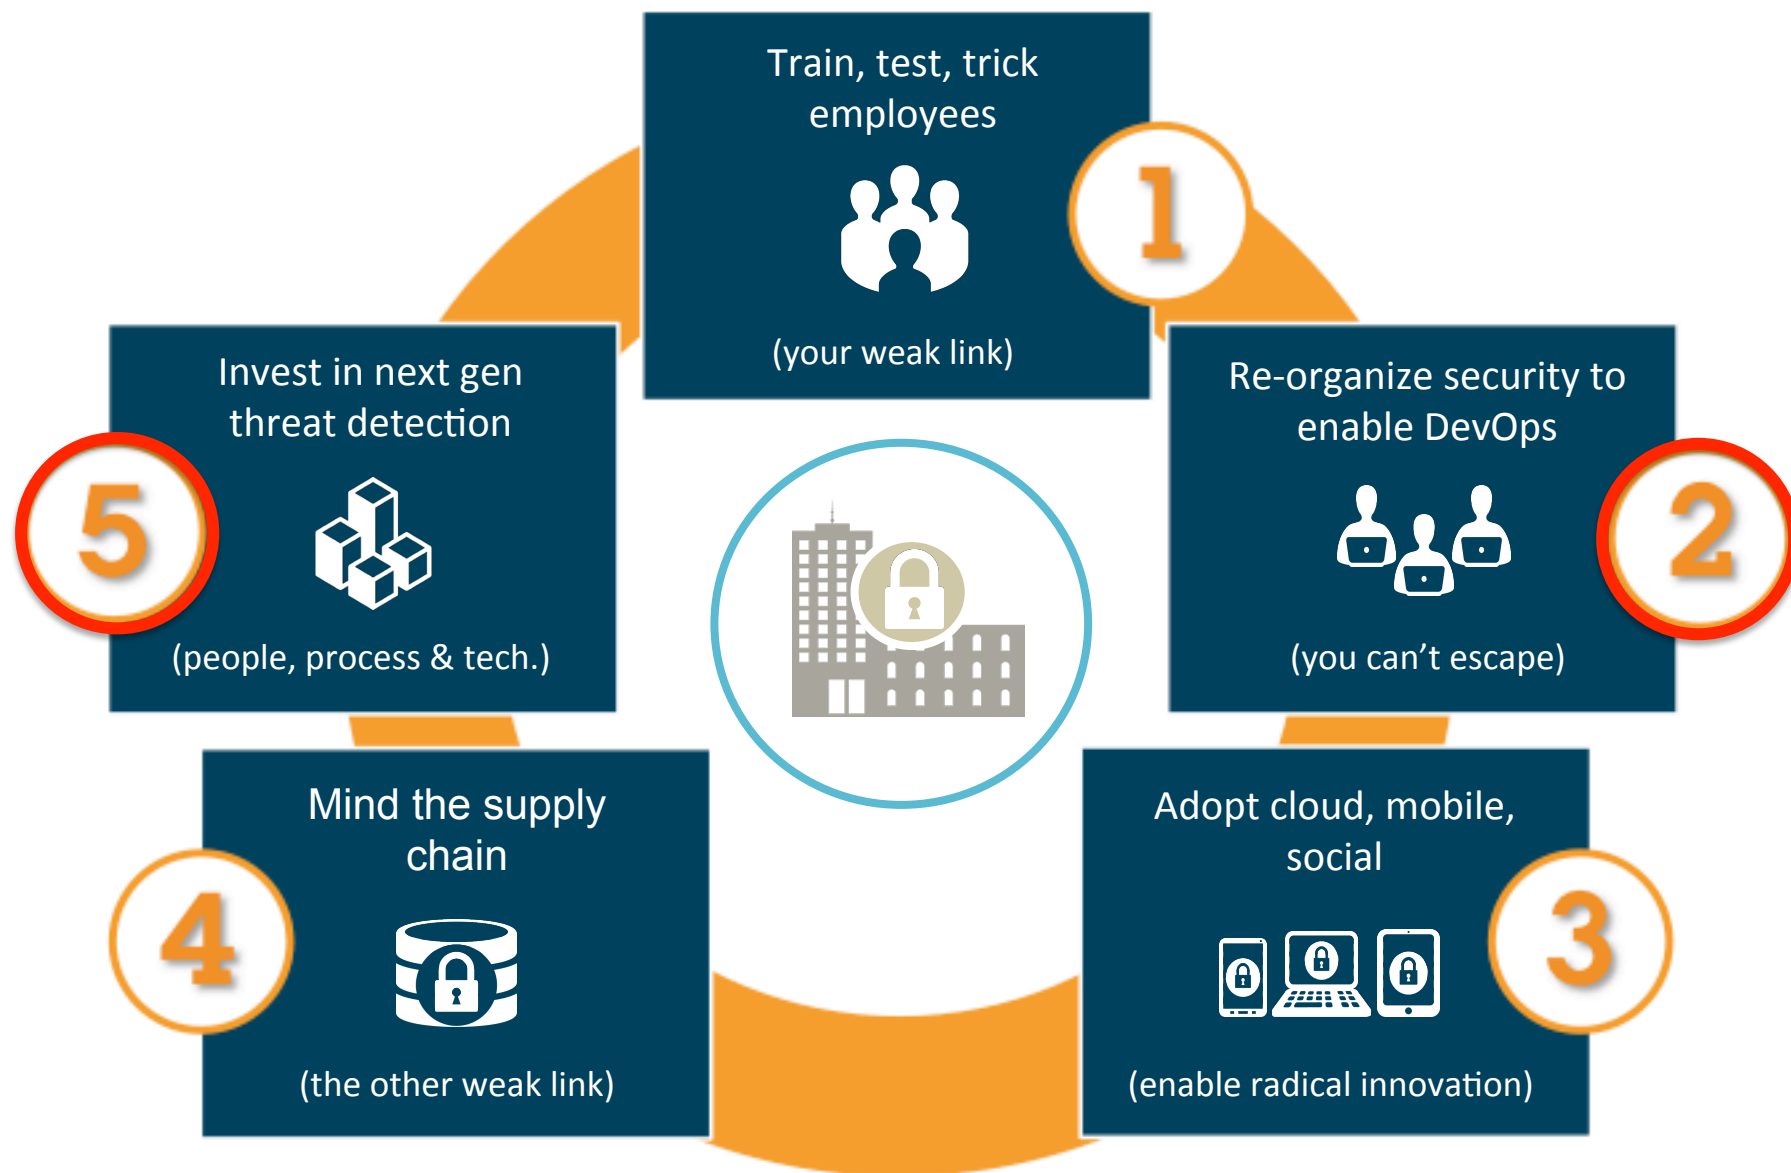 Train, test, trick
employees
(your weak link)
1
Re-organize security to
enable DevOps
(you can’t escape)
2
Adopt cloud, mobile,
social
(enable radical innovation)
3
Mind the supply
chain
(the other weak link)
4
Invest in next gen
threat detection
(people, process & tech.)
5